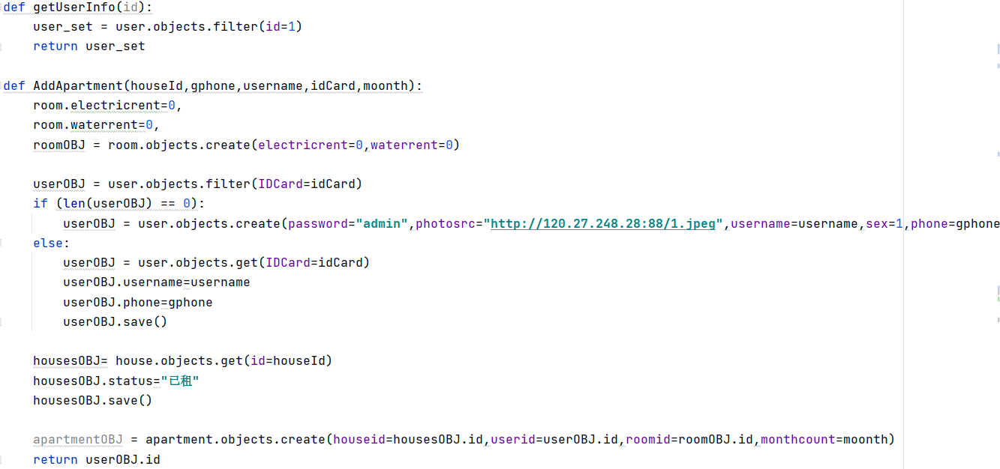 def getUserInfo(id):
    user_set = user.objects.filter(id=1)
    return user_set

def AddApartment(houseId,gphone,username,idCard,moonth):
    room.electricrent=0,
    room.waterrent=0,
    roomOBJ = room.objects.create(electricrent=0,waterrent=0)

    userOBJ = user.objects.filter(IDCard=idCard)
    if (len(userOBJ) == 0):
        userOBJ = user.objects.create(password="admin",photosrc="http://120.27.248.28:88/1.jpeg",username=username,sex=1,phone=gphone
    else:
        userOBJ = user.objects.get(IDCard=idCard)
        userOBJ.username=username
        userOBJ.phone=gphone
        userOBJ.save()

    housesOBJ= house.objects.get(id=houseId)
    housesOBJ.status="已租"
    housesOBJ.save()

    apartmentOBJ = apartment.objects.create(houseid=housesOBJ.id,userid=userOBJ.id,roomid=roomOBJ.id,monthcount=moonth)
    return userOBJ.id